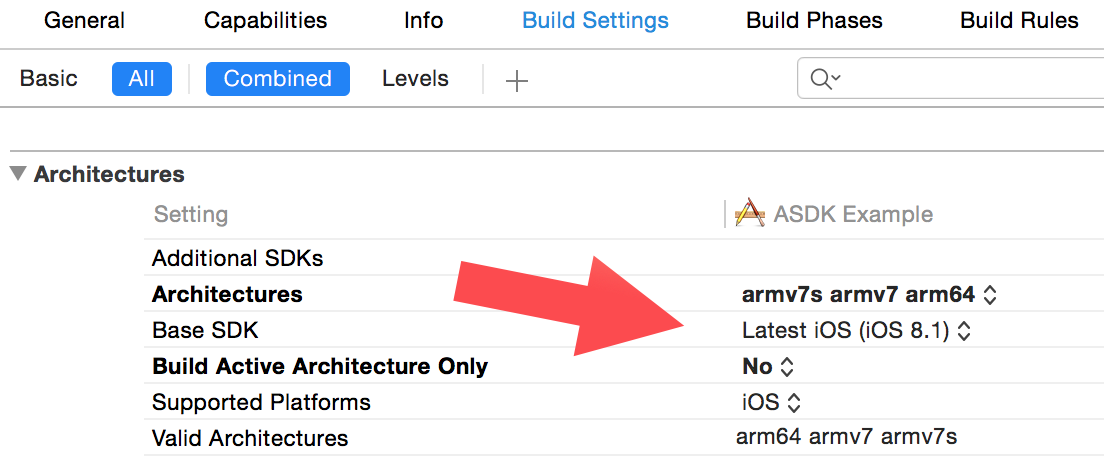 General Capabilities Info Build Settings Build Phases Build Rules
Basic All Combined Levels
Architectures
Setting ASDK Example
Additional SDKs
Architectures armv7s armv7 arm64
Base SDK Latest iOS (iOS 8.1)
Build Active Architecture Only No
Supported Platforms iOS
Valid Architectures arm64 armv7 armv7s